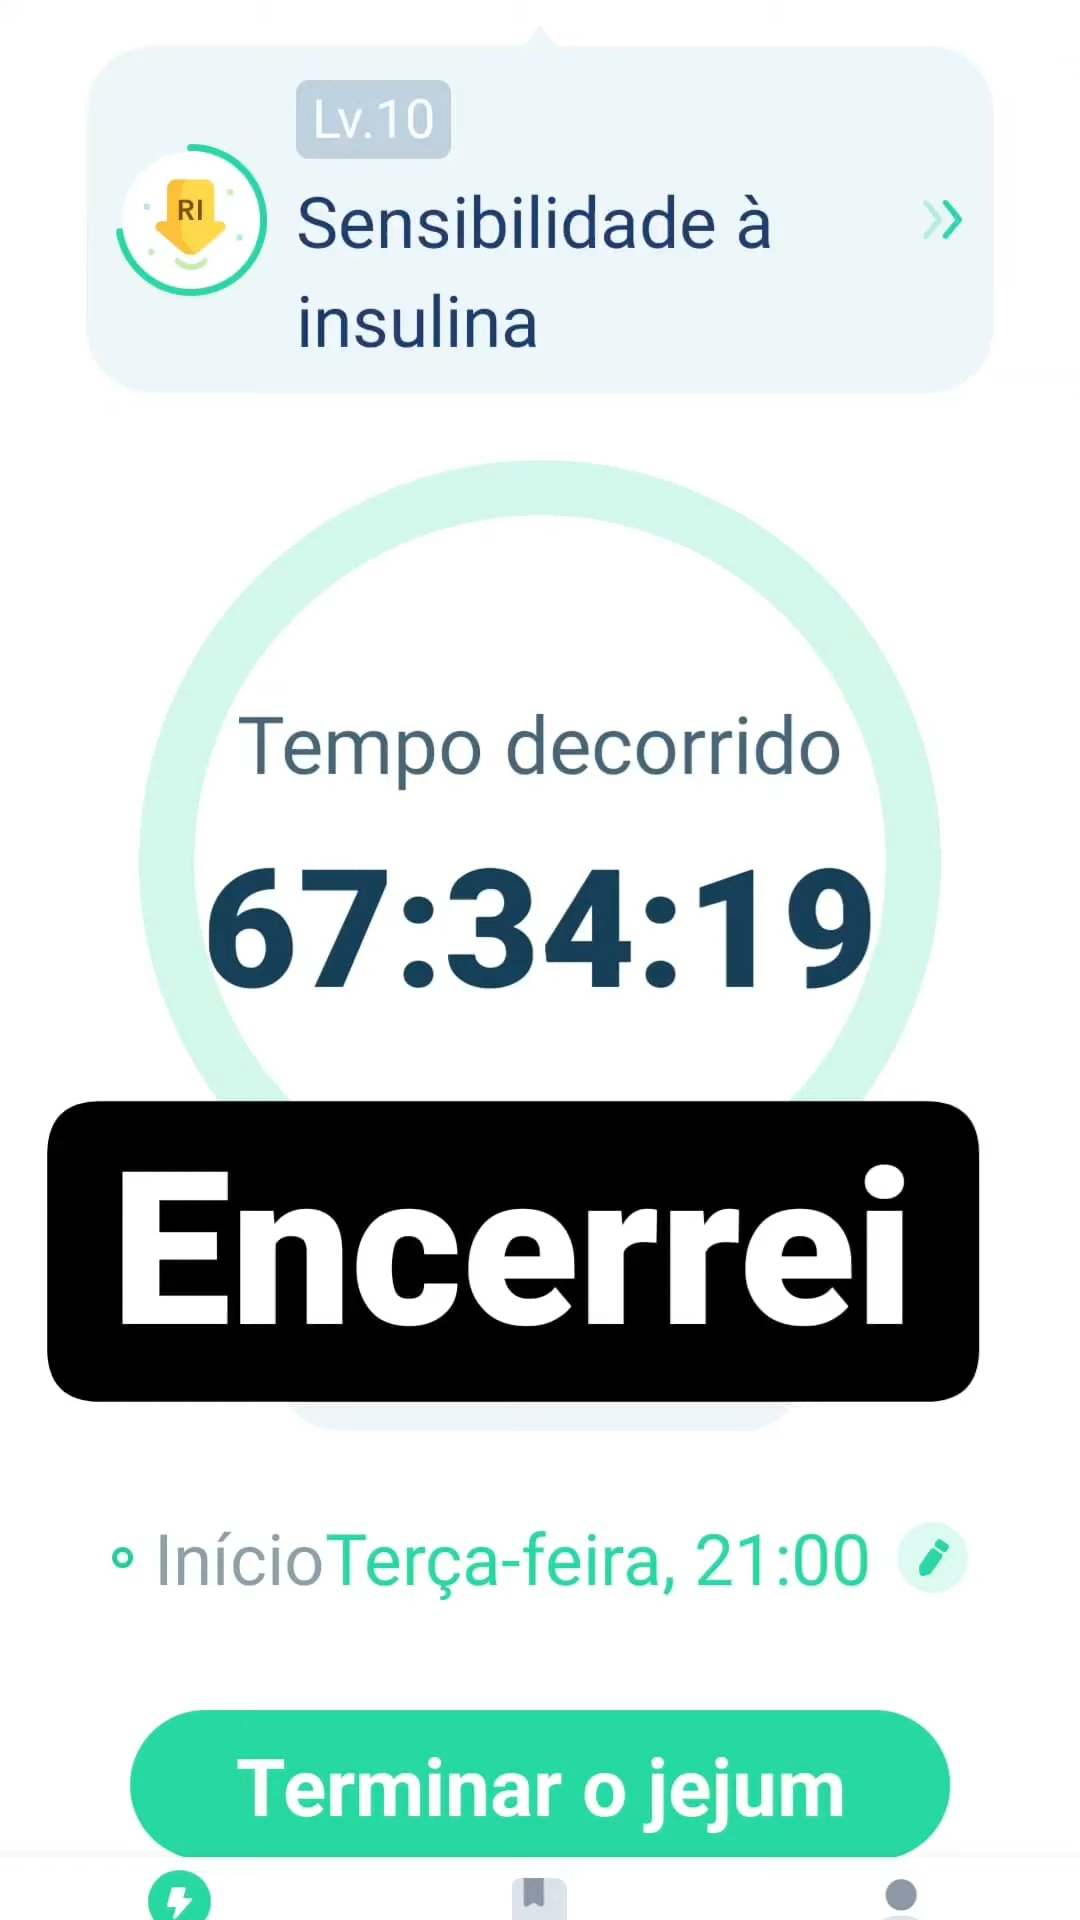 Lv.10
RI
Sensibilidade à
insulina
Tempo decorrido
67:34:19
Encerrei
Início Terça-feira, 21:00
Terminar o jejum